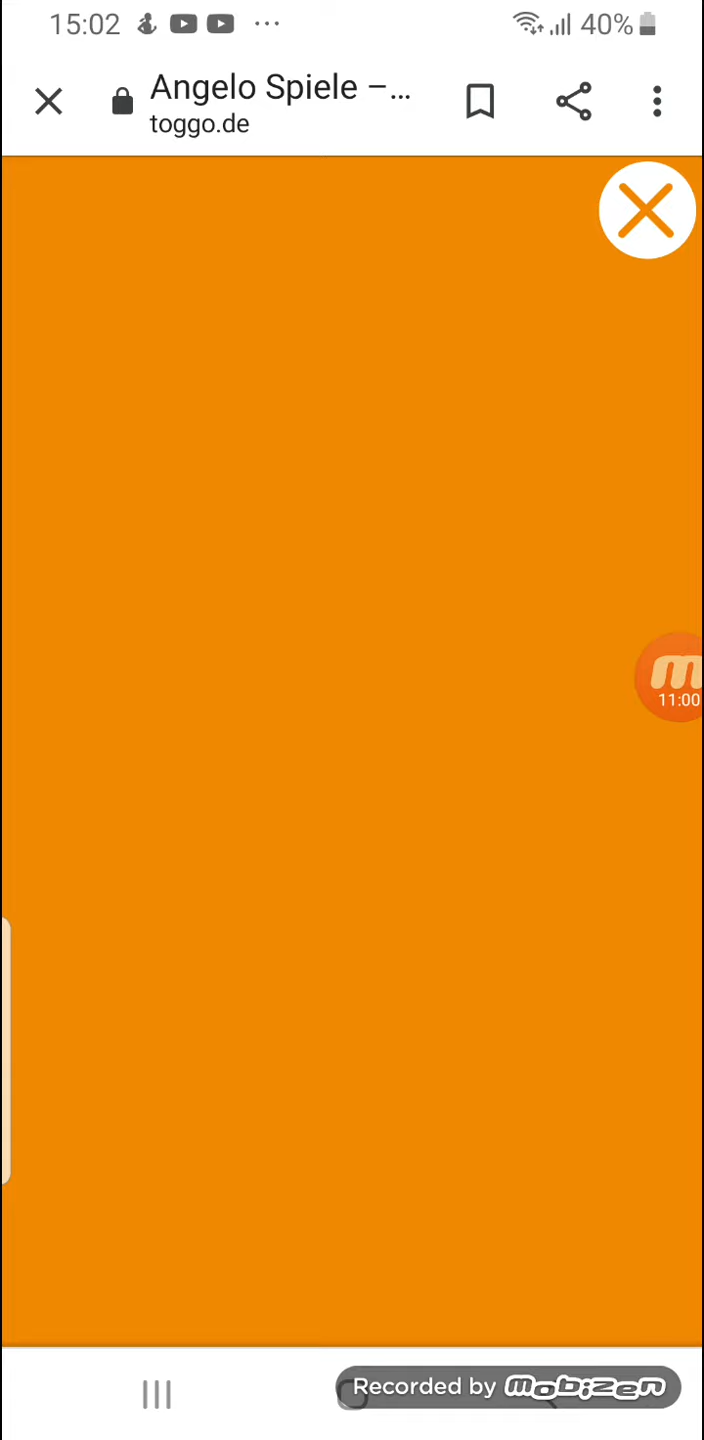 15:02 ... 40%
Angelo Spiele –...
toggo.de
m
11:00
Recorded by mobizen